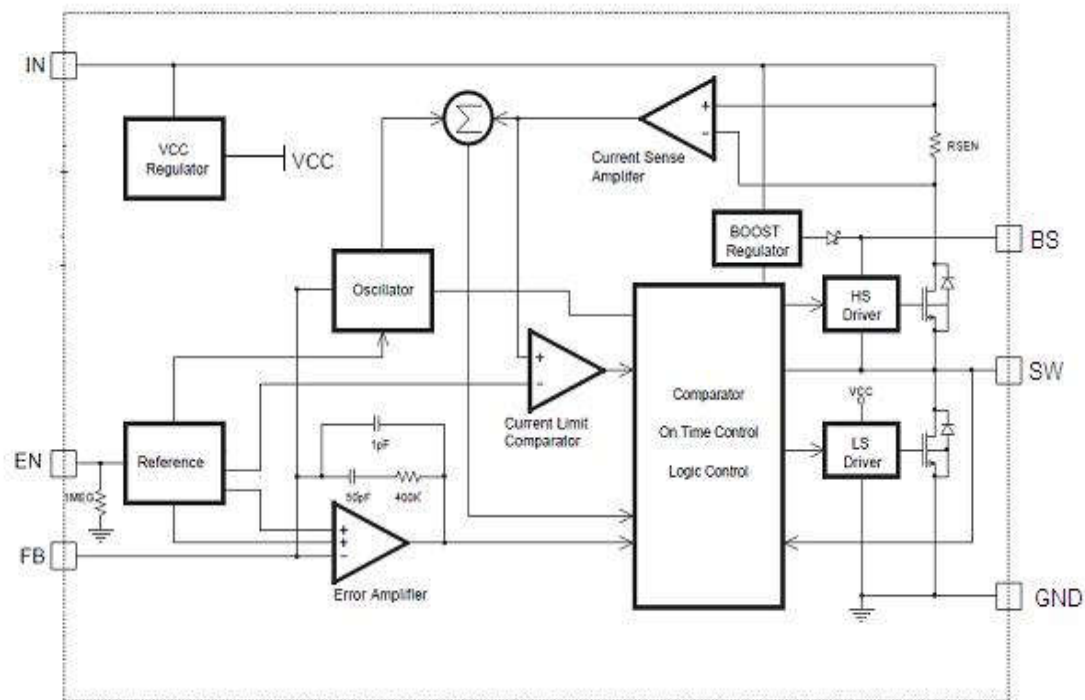 IN
VCC
Regulator
VCC
Σ
+
-
Current Sense
Amplifer
RSEN
BOOST
Regulator
BS
Oscillator
HS
Driver
+
-
Current Limit
Comparator
SW
VCC
Comparator
On Time Control
Logic Control
LS
Driver
1pF
50pF
400K
EN
Reference
1MEG
FB
+
+
-
Error Amplifier
GND